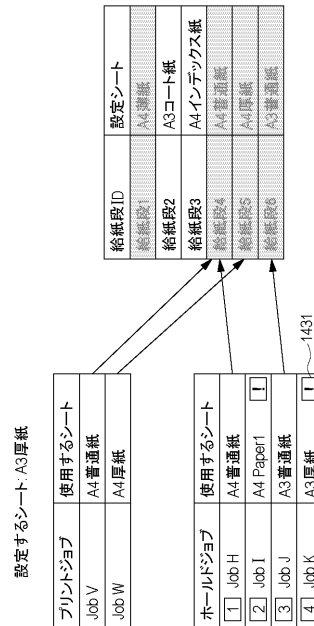 設定するシート: A3厚紙
プリントジョブ 使用するシート
Job V A4普通紙
Job W A4厚紙
ホールドジョブ 使用するシート
1 Job H A4普通紙
2 Job I A4 Paper1 !
3 Job J A3普通紙
4 Job K A3厚紙 !
1431
給紙段ID 設定シート
給紙段1 A4薄紙
給紙段2 A3コート紙
給紙段3 A4インデックス紙
給紙段4 A4普通紙
給紙段5 A4厚紙
給紙段6 A3普通紙